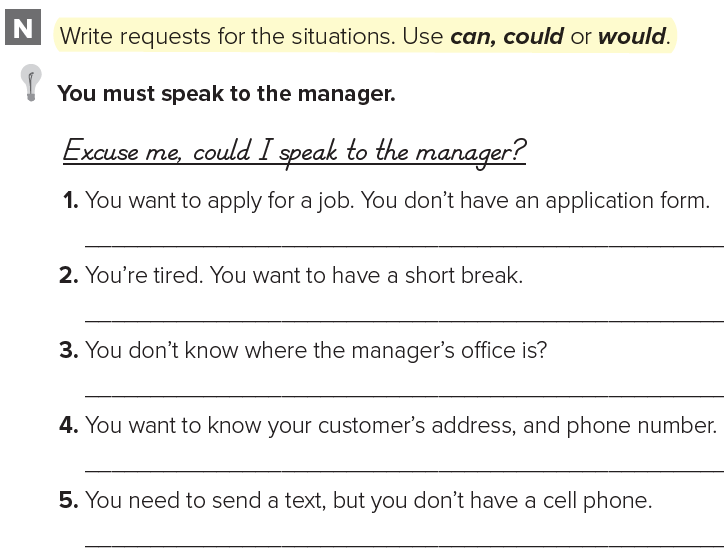 N Write requests for the situations. Use can, could or would.
You must speak to the manager.
Excuse me, could I speak to the manager?
1. You want to apply for a job. You don't have an application form.
2. You're tired. You want to have a short break.
3. You don't know where the manager's office is?
4. You want to know your customer's address, and phone number.
5. You need to send a text, but you don't have a cell phone.